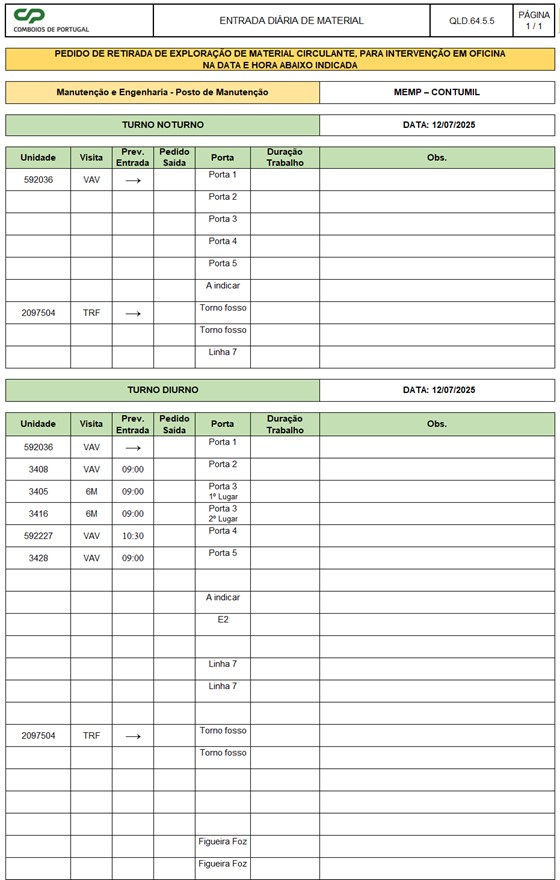 CP
COMBOIOS DE PORTUGAL
ENTRADA DIÁRIA DE MATERIAL
QLD.64.5.5
PÁGINA
1 / 1
PEDIDO DE RETIRADA DE EXPLORAÇÃO DE MATERIAL CIRCULANTE, PARA INTERVENÇÃO EM OFICINA
NA DATA E HORA ABAIXO INDICADA
Manutenção e Engenharia - Posto de Manutenção MEMP – CONTUMIL
TURNO NOTURNO DATA: 12/07/2025
Unidade Visita Prev. Entrada Pedido Saída Porta Duração Trabalho Obs.
592036 VAV → Porta 1
Porta 2
Porta 3
Porta 4
Porta 5
A indicar
2097504 TRF → Torno fosso
Torno fosso
Linha 7
TURNO DIURNO DATA: 12/07/2025
Unidade Visita Prev. Entrada Pedido Saída Porta Duração Trabalho Obs.
592036 VAV → Porta 1
3408 VAV 09:00 Porta 2
3405 6M 09:00 Porta 3
1º Lugar
3416 6M 09:00 Porta 3
2º Lugar
592227 VAV 10:30 Porta 4
3428 VAV 09:00 Porta 5
A indicar
E2
Linha 7
Linha 7
2097504 TRF → Torno fosso
Torno fosso
Figueira Foz
Figueira Foz